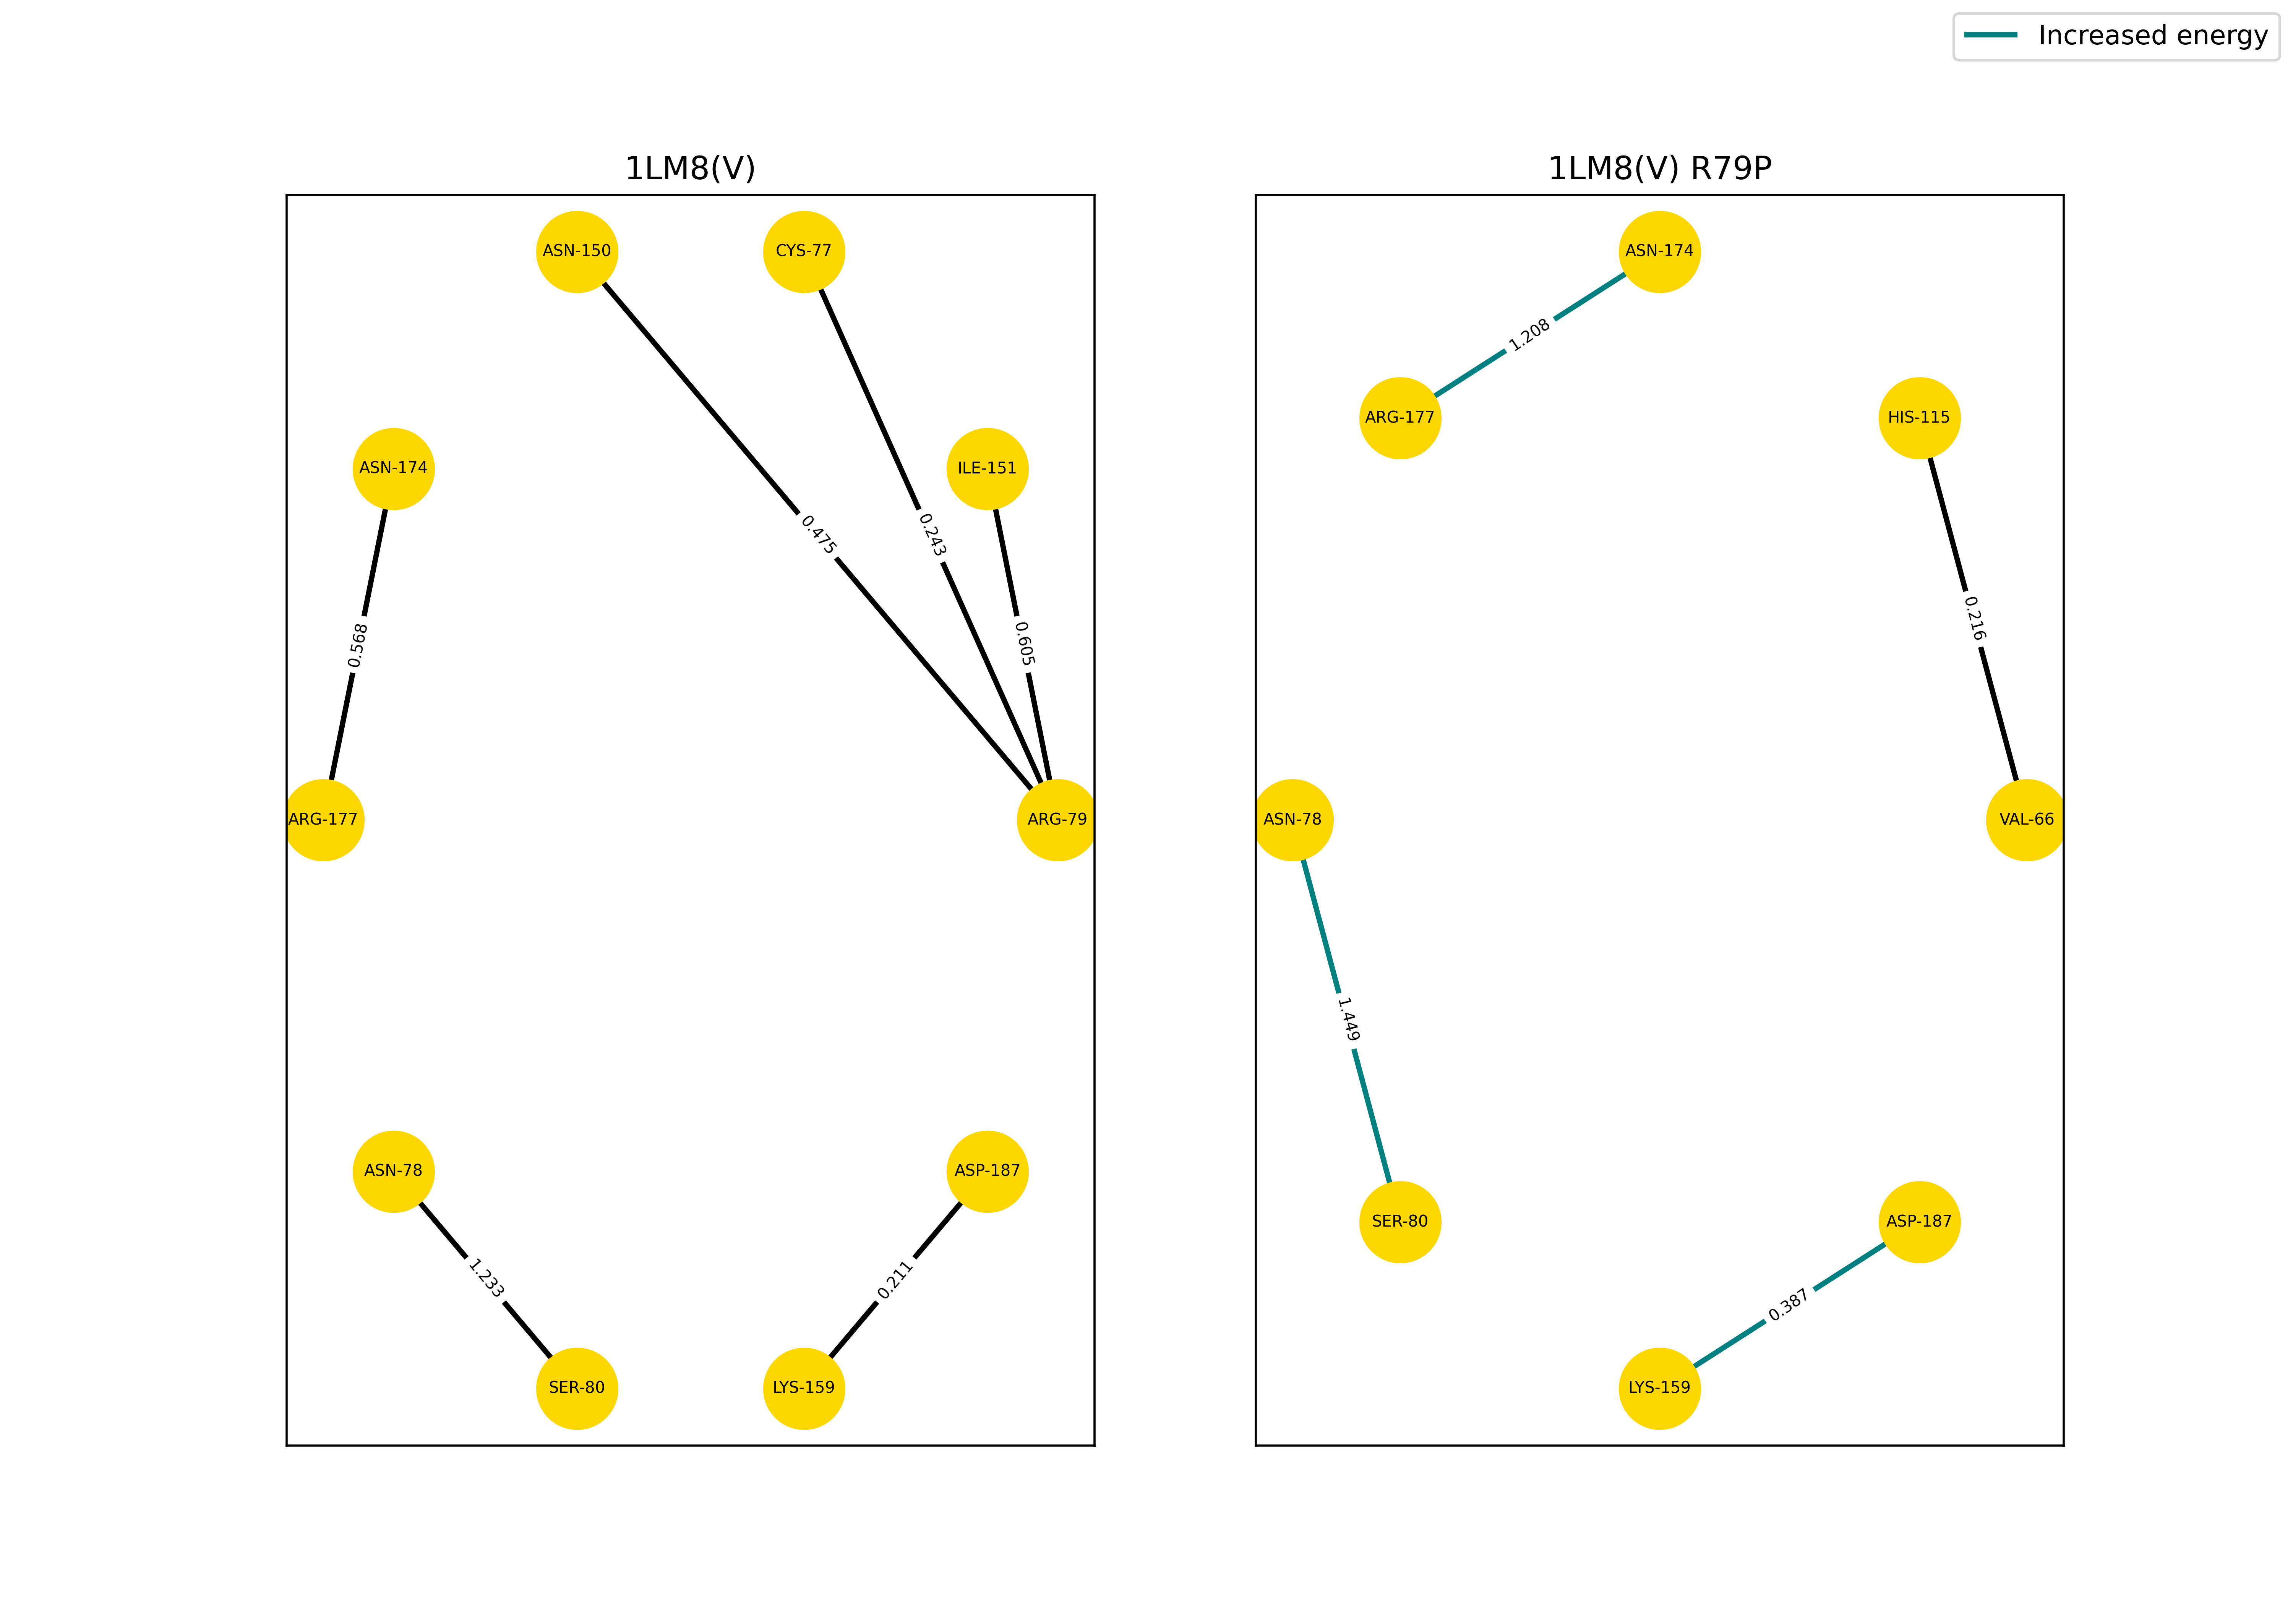 Increased energy
1LM8(V)
ASN-150
CYS-77
ASN-174
ILE-151
0.475
0.243
0.568
0.605
ARG-177
ARG-79
ASN-78
ASP-187
1.233
0.211
SER-80
LYS-159
1LM8(V) R79P
ASN-174
1.208
ARG-177
HIS-115
0.216
ASN-78
VAL-66
1.449
SER-80
ASP-187
0.387
LYS-159